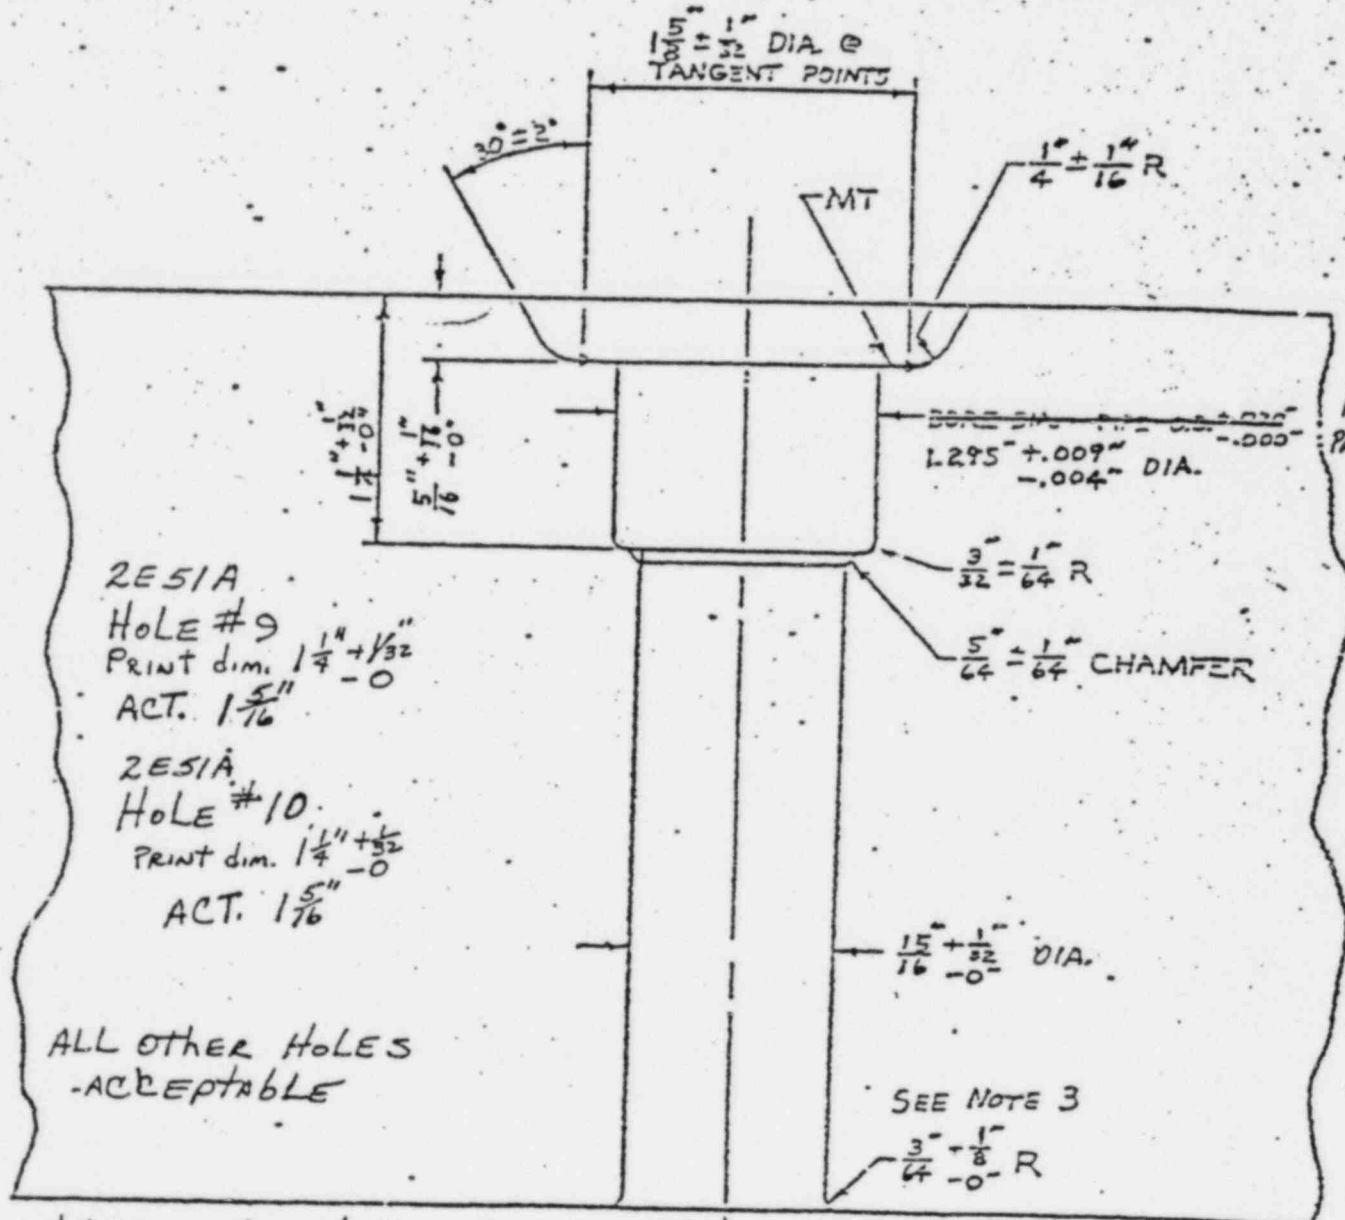 1 5/8" ± 1/32" DIA. @
TANGENT POINTS
30° ± 2°
1/4" ± 1/16" R
MT
1 1/4" + 1/32" -0"
5/16" + 1/16" -0"
-.000"
1.295" +.009" -.004" DIA.
3/32" ± 1/64" R
5/64" ± 1/64" CHAMFER
2E51A
HOLE #9
PRINT dim. 1 1/4" + 1/32" -0
ACT. 1 5/16"
2E51A
HOLE #10
PRINT dim. 1 1/4" + 1/32 -0
ACT. 1 5/16"
15/16" + 1/32" -0" DIA.
ALL OTHER HOLES
-ACCEPTABLE
SEE NOTE 3
3/64" + 1/8" -0" R